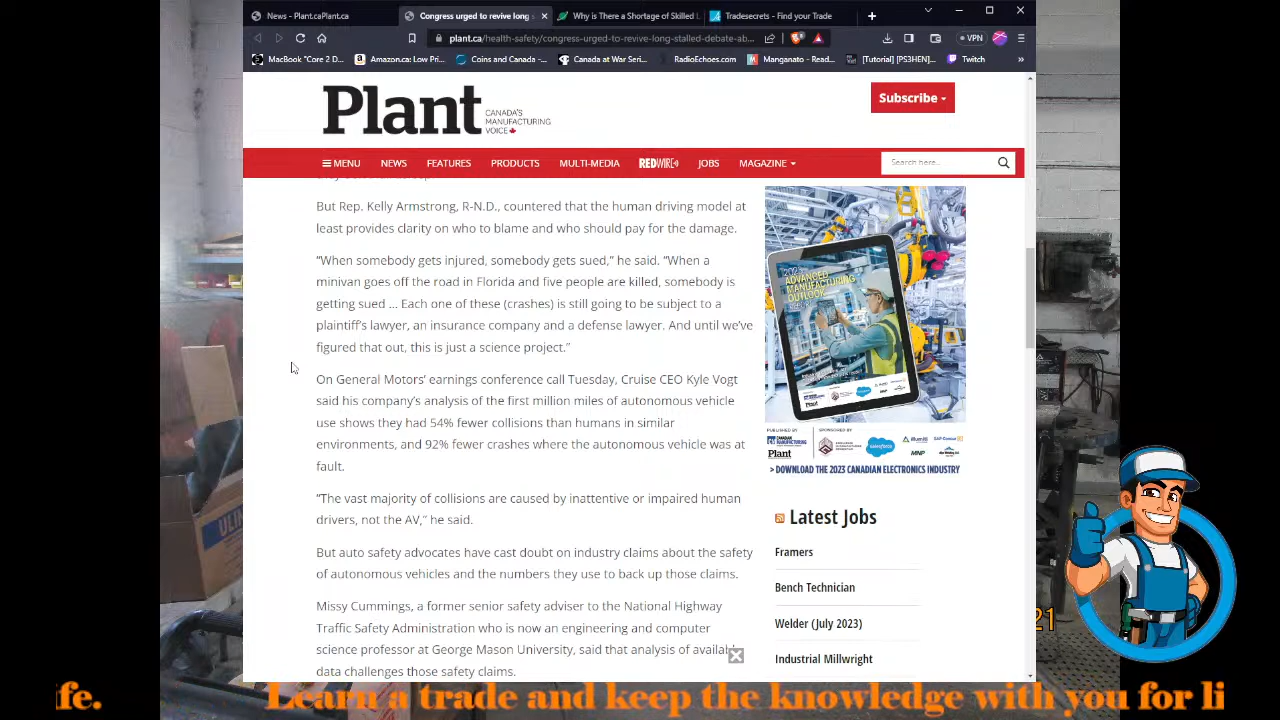 News - Plant.caPlant.ca
Congress urged to revive long s
Why is There a Shortage of Skilled L
Tradesecrets - Find your Trade
plant.ca/health-safety/congress-urged-to-revive-long-stalled-debate-ab...
VPN
MacBook "Core 2 D...
Amazon.ca: Low Pri...
Coins and Canada -...
Canada at War Serie...
RadioEchoes.com
Manganato - Read...
[Tutorial] [PS3HEN]...
Twitch
Plant
CANADA'S
MANUFACTURING
VOICE
Subscribe
MENU NEWS FEATURES PRODUCTS MULTI-MEDIA REDWIRE JOBS MAGAZINE
Search here..
But Rep. Kelly Armstrong, R-N.D., countered that the human driving model at
least provides clarity on who to blame and who should pay for the damage.
“When somebody gets injured, somebody gets sued,” he said. “When a
minivan goes off the road in Florida and five people are killed, somebody is
getting sued … Each one of these (crashes) is still going to be subject to a
plaintiff’s lawyer, an insurance company and a defense lawyer. And until we’ve
figured that out, this is just a science project.”
On General Motors’ earnings conference call Tuesday, Cruise CEO Kyle Vogt
said his company’s analysis of the first million miles of autonomous vehicle
use shows they had 54% fewer collisions than humans in similar
environments, and 92% fewer crashes where the autonomous vehicle was at
fault.
“The vast majority of collisions are caused by inattentive or impaired human
drivers, not the AV,” he said.
But auto safety advocates have cast doubt on industry claims about the safety
of autonomous vehicles and the numbers they use to back up those claims.
Missy Cummings, a former senior safety adviser to the National Highway
Traffic Safety Administration who is now an engineering and computer
science professor at George Mason University, said that analysis of availab
data challenges those safety claims.
2023
ADVANCED
MANUFACTURING
OUTLOOK
PUBLISHED BY
SPONSORED BY
Plant
salesforce
MNP
> DOWNLOAD THE 2023 CANADIAN ELECTRONICS INDUSTRY
Latest Jobs
Framers
Bench Technician
Welder (July 2023)
Industrial Millwright
ULIN
21
ife. Learn a trade and keep the knowledge with you for li